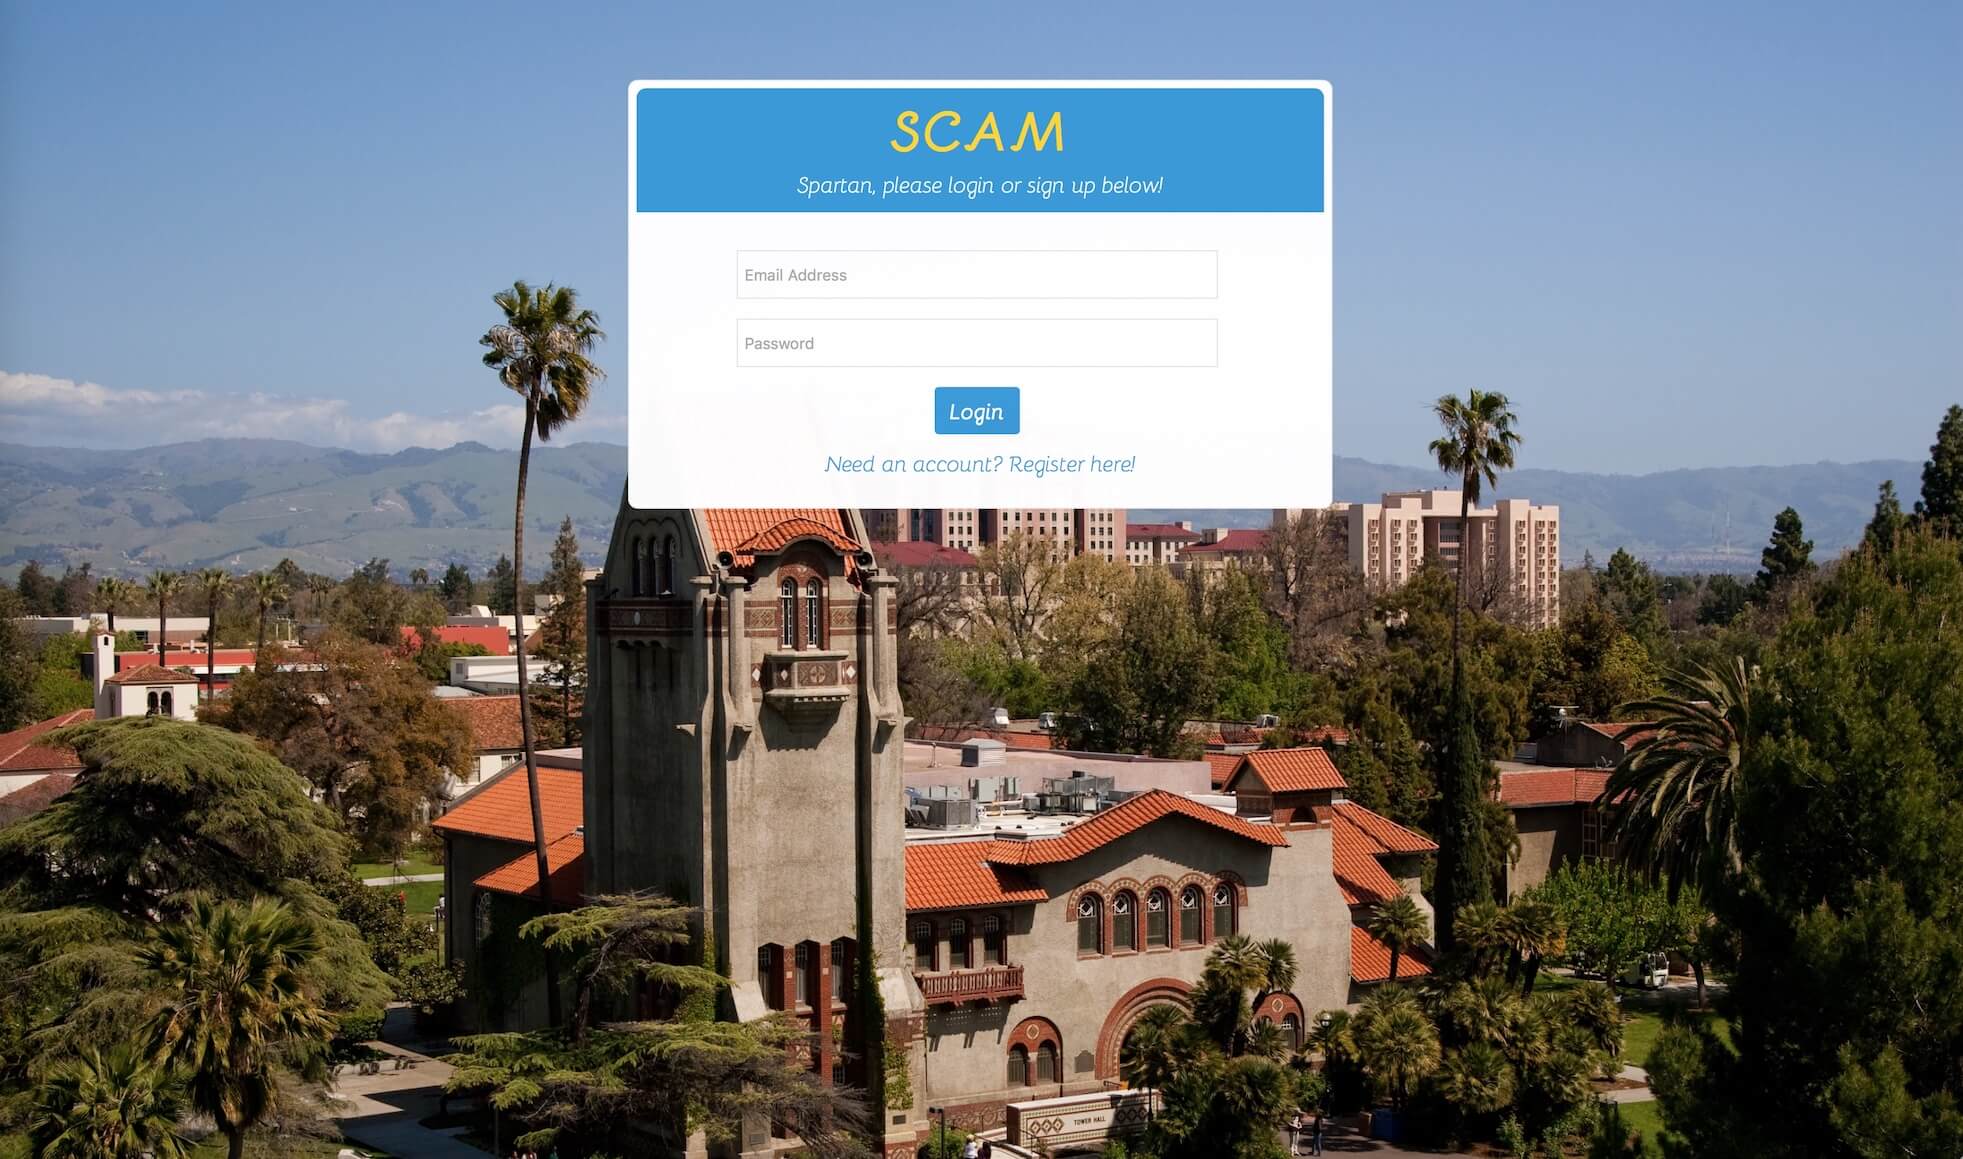 SCAM
Spartan, please login or sign up below!
Email Address
Password
Login
Need an account? Register here!
TOWER HALL